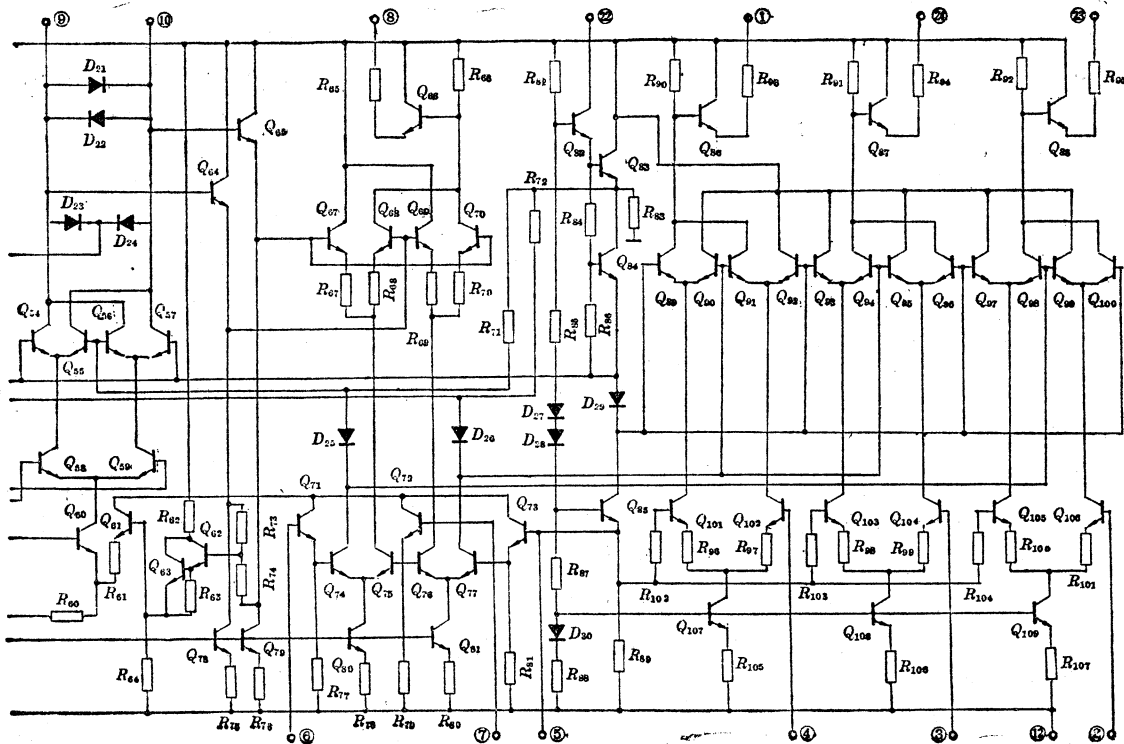 ⑨ ⑩ ⑧ ㉒ ① ㉔ ㉓
D21
D22
R65
Q66
R66
R82
R90
R91
R92
R94
Q65
Q82
Q83
Q86
Q87
Q88
Q64
R72
D23
D24
Q67
Q68
Q69
Q70
R84
R83
Q84
R67
R68
R69
R70
R71
R85
R86
Q89 Q90 Q91 Q92 Q93 Q94 Q95 Q96 Q97 Q98 Q99 Q100
Q54
Q55
Q56
Q57
D25
D26
D27
D28
D29
Q58
Q59
Q60
Q61
R62
Q62
Q63
R63
R73
R74
Q71
Q72
Q73
Q85
Q101 Q102 Q103 Q104 Q105 Q106
R96 R97 R98 R99 R100 R101
R60
R61
Q74 Q75 Q76 Q77
R87
R102
R103
R104
R64
Q78
Q79
Q80
Q81
R81
D30
R88
R89
Q107
Q108
Q109
R105
R106
R107
R75 R76 R77 R78 R79 R80
⑥ ⑦ ⑤ ④ ③ ⑫ ②